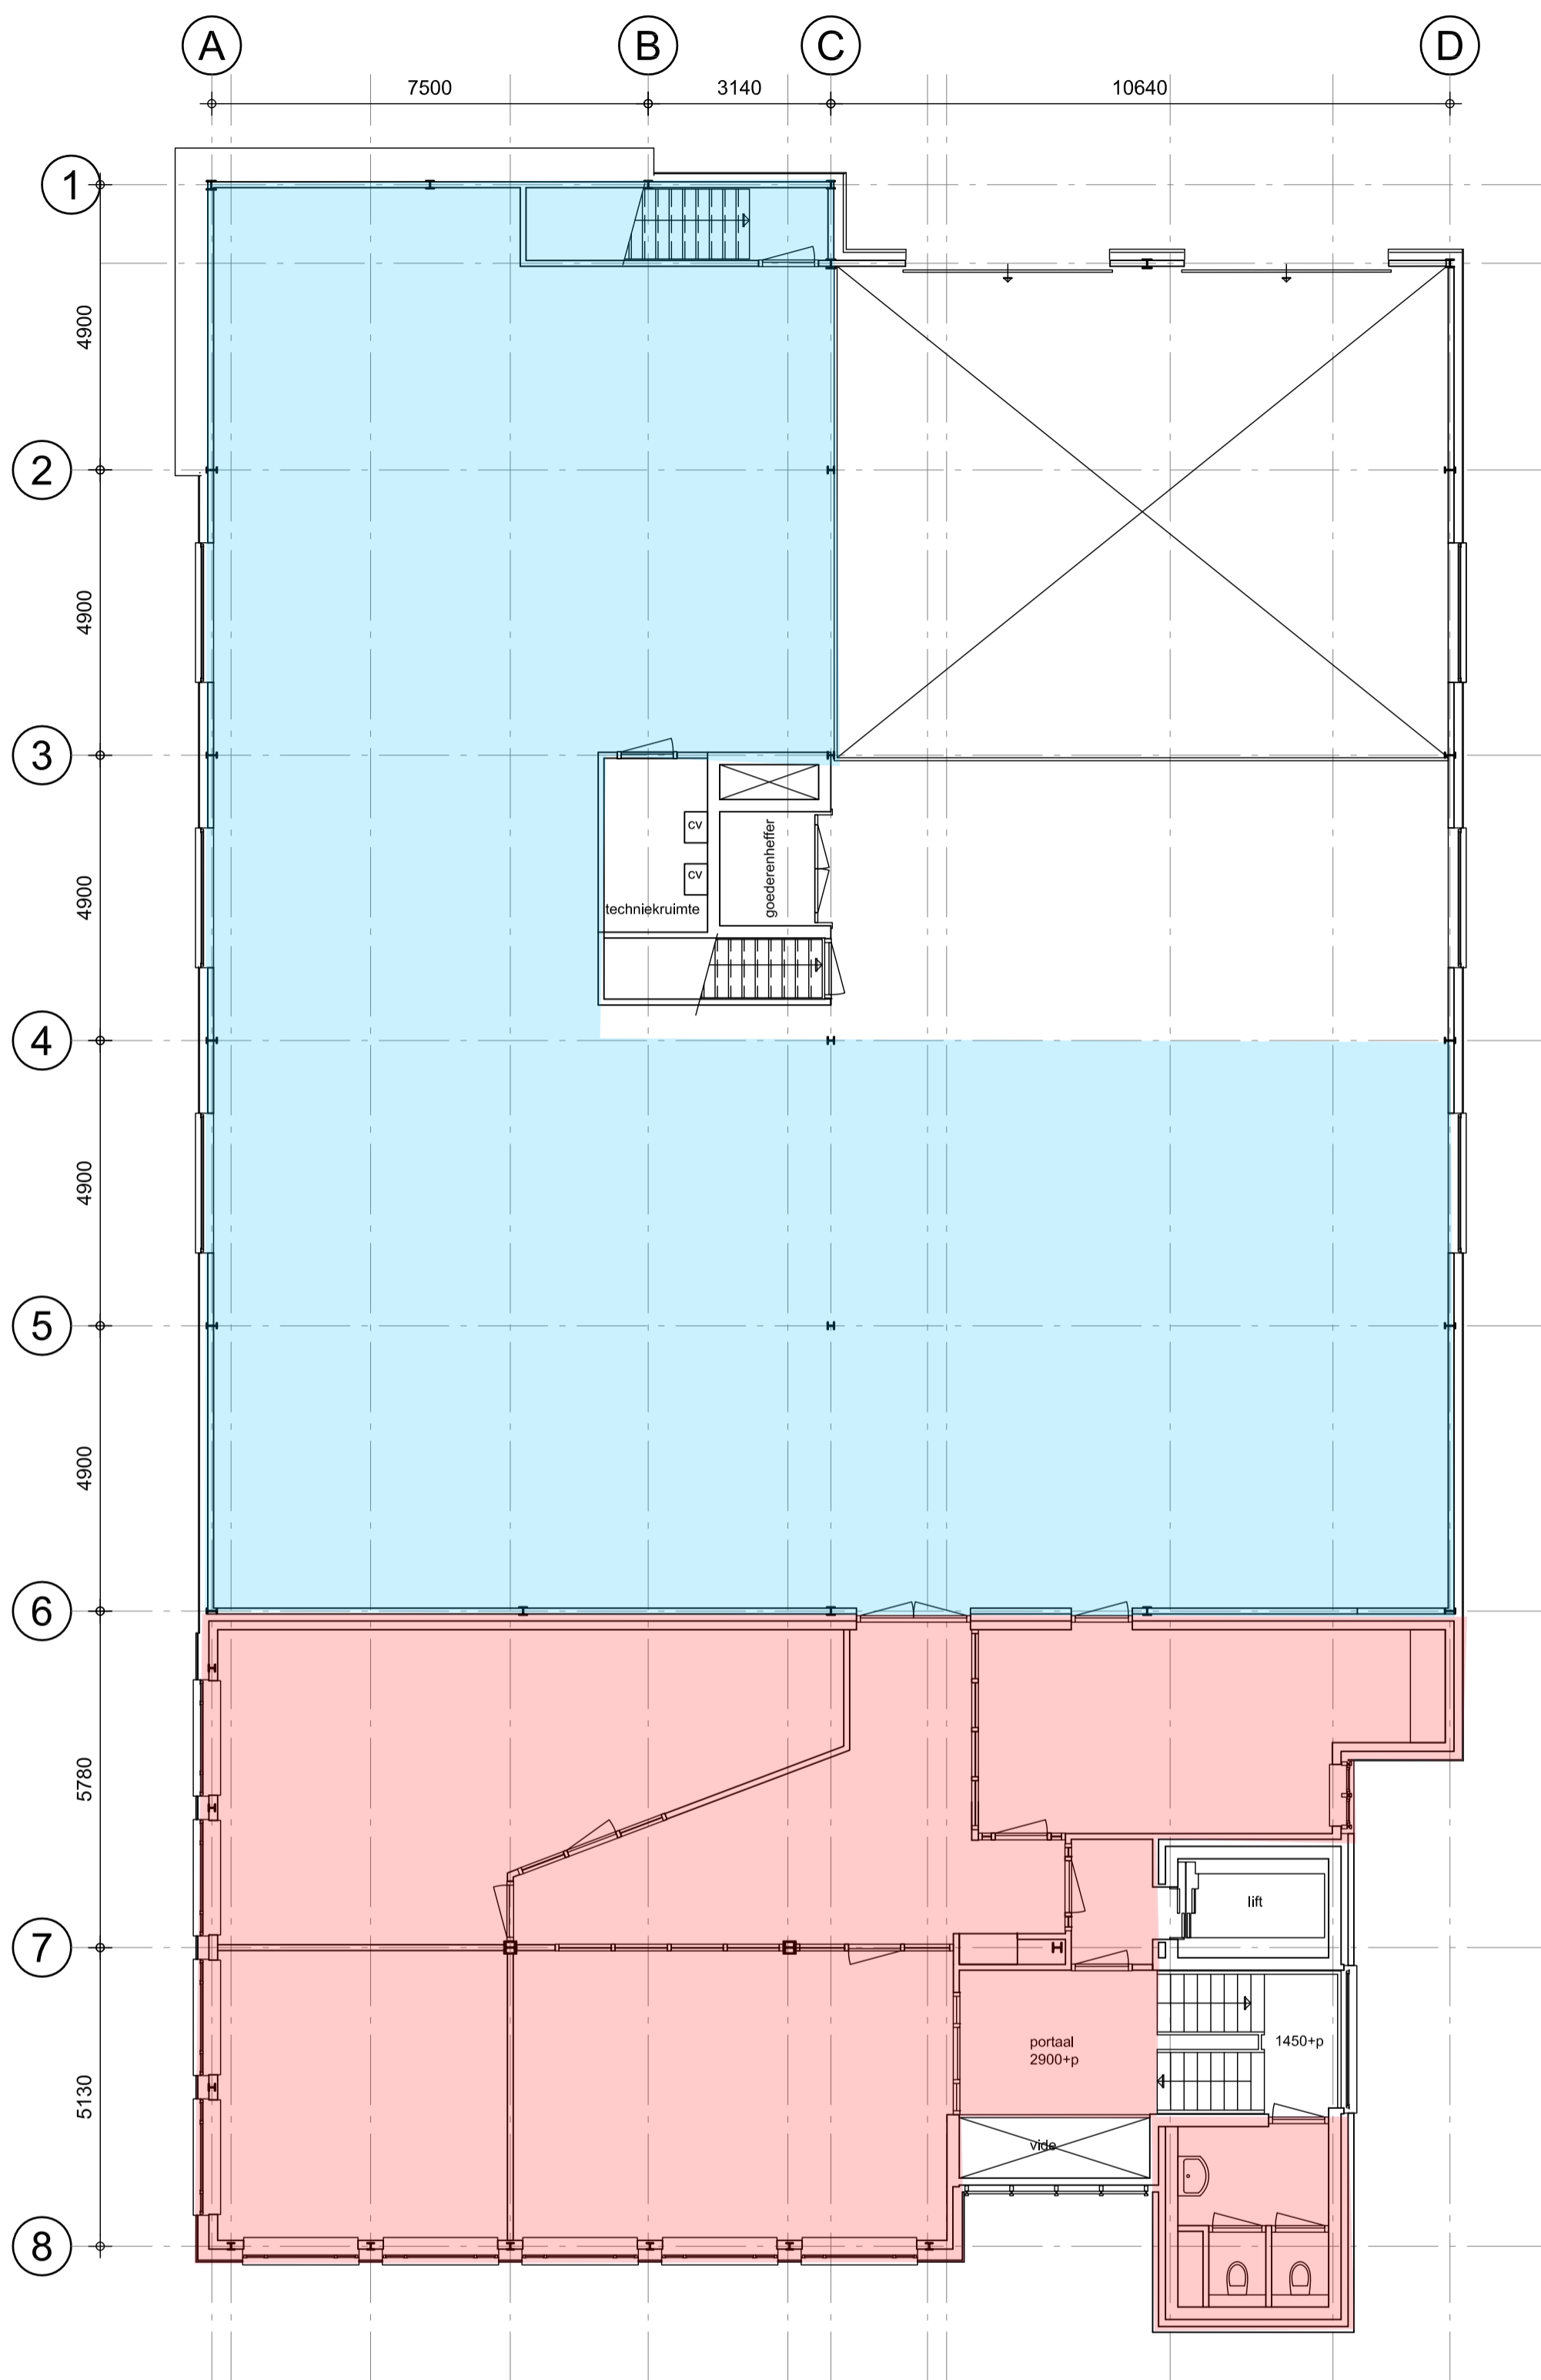 A
B
C
D
7500
3140
10640
1
4900
2
4900
3
cv
cv
goederenheffer
techniekruimte
4900
4
4900
5
4900
6
5780
lift
7
portaal
2900+p
1450+p
5130
vide
8